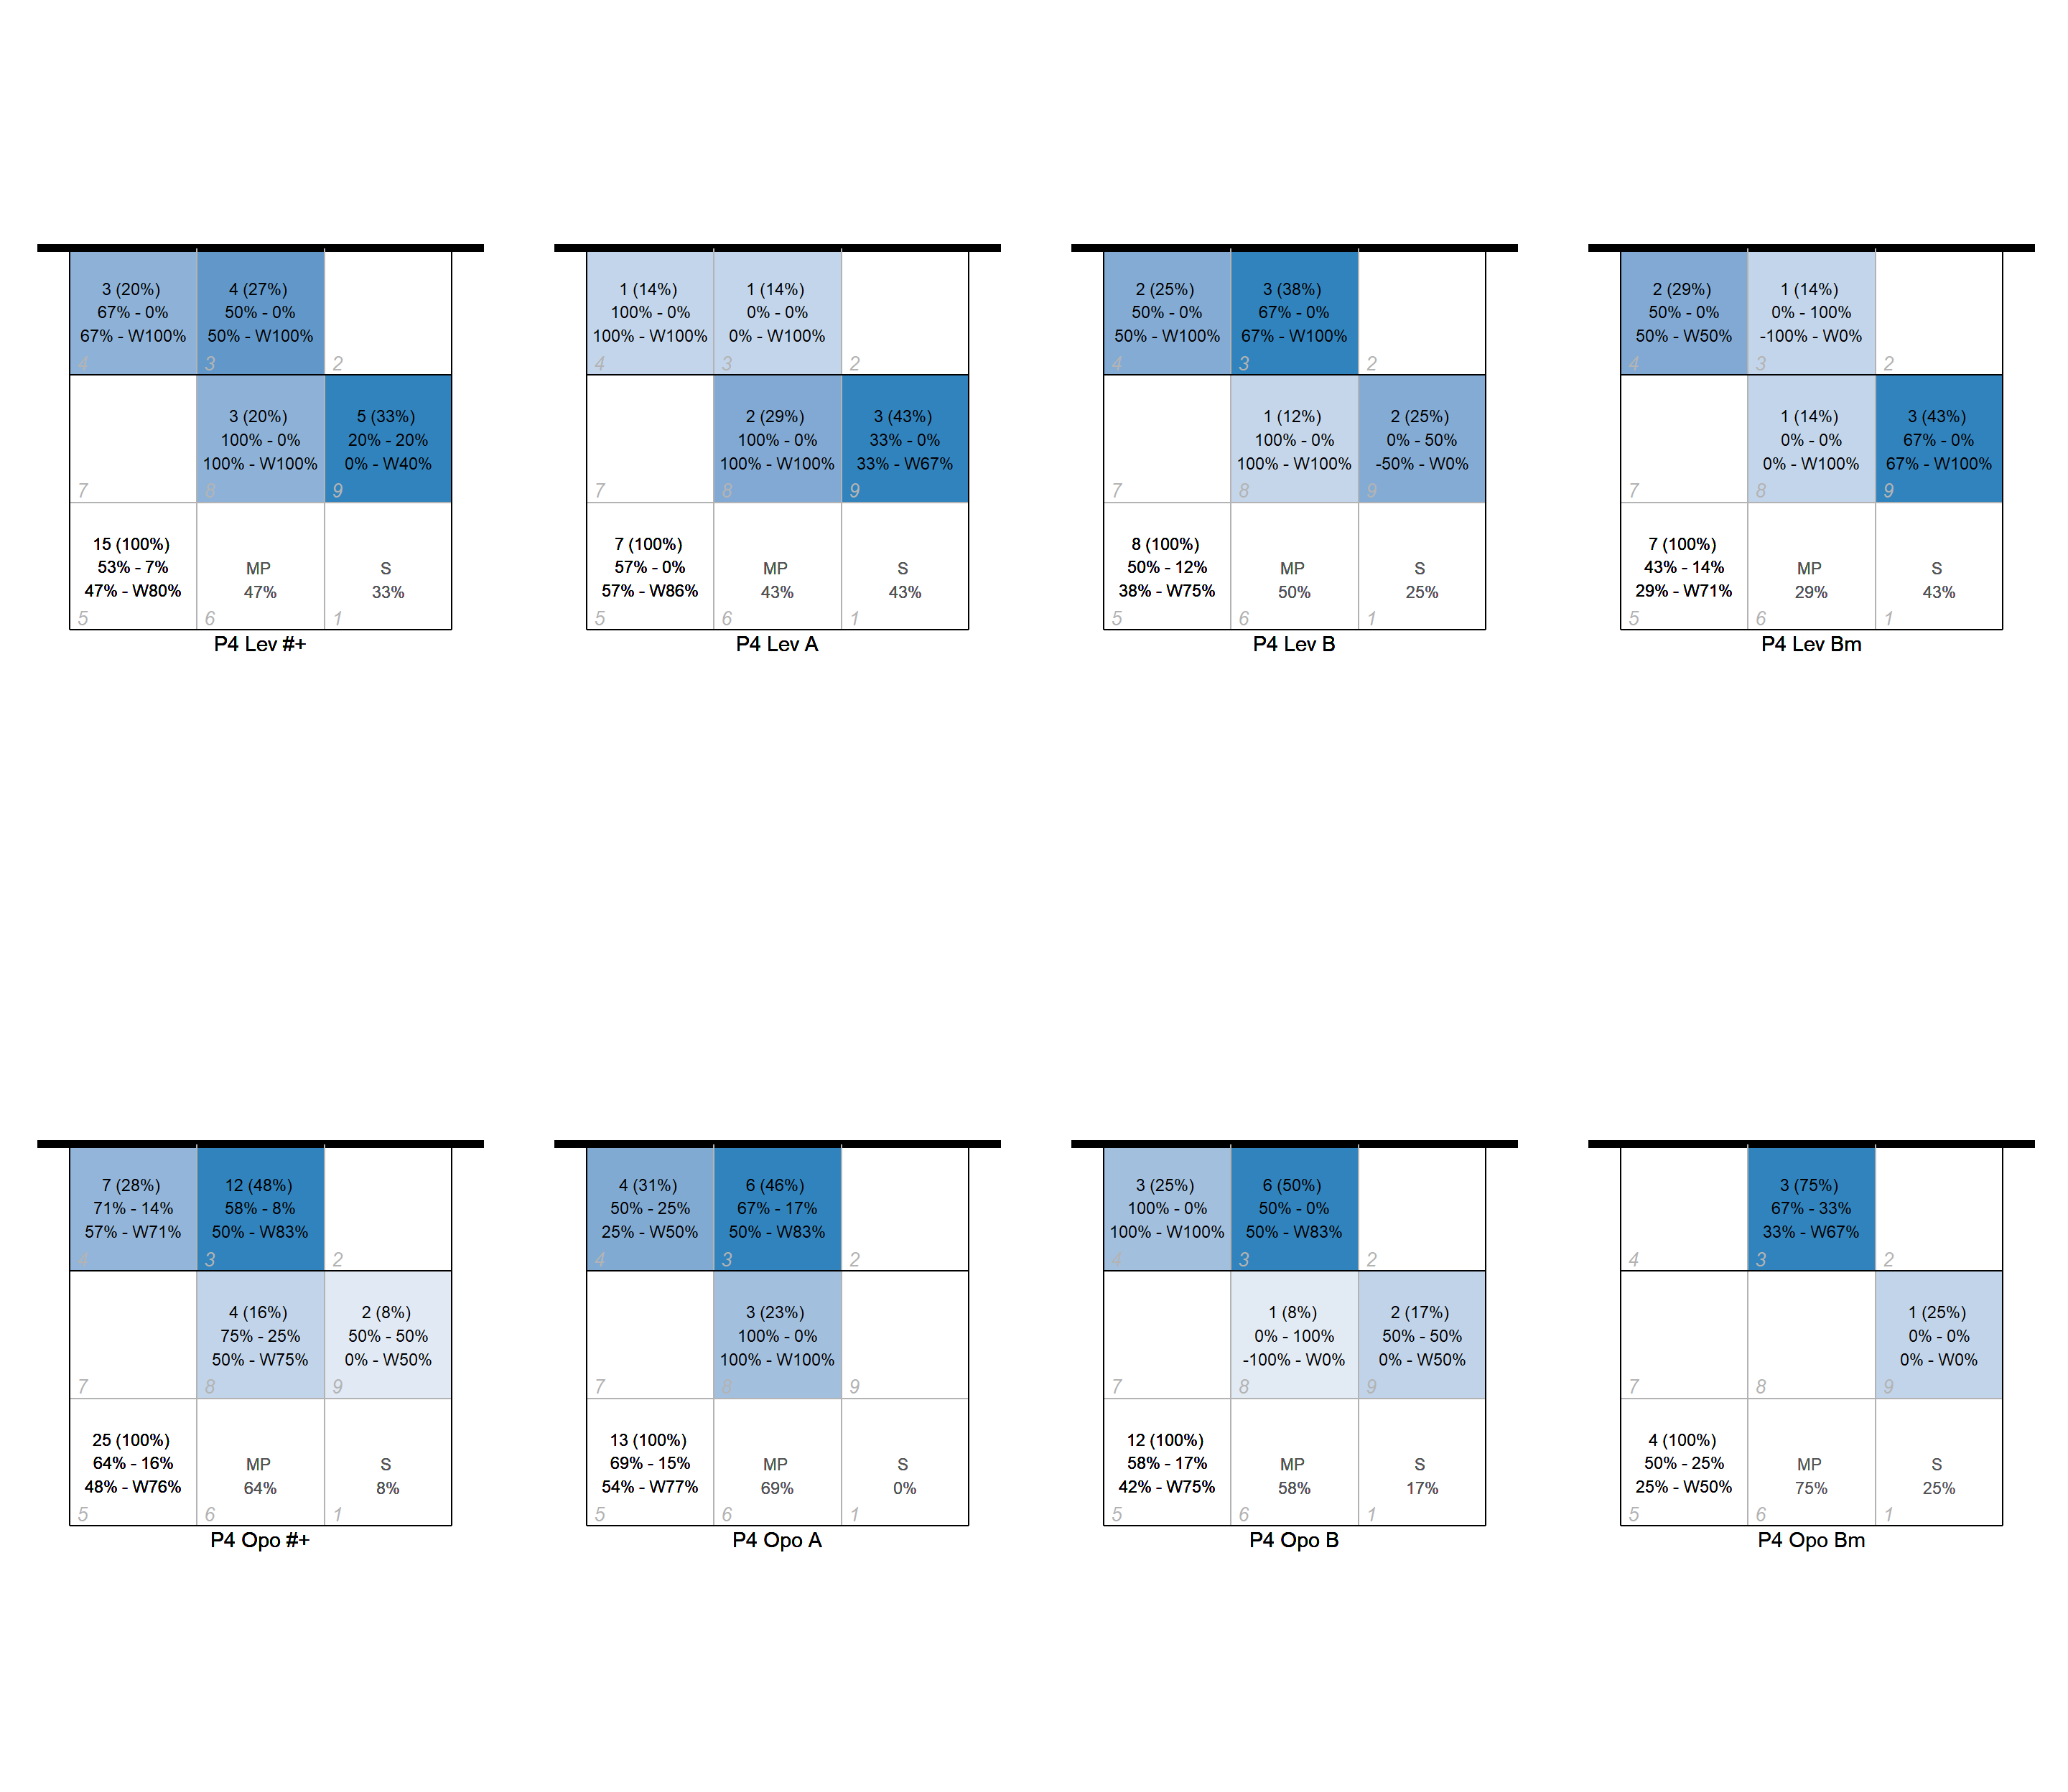 3 (20%)
67% - 0%
67% - W100%
4
4 (27%)
50% - 0%
50% - W100%
3
2
7
3 (20%)
100% - 0%
100% - W100%
8
5 (33%)
20% - 20%
0% - W40%
9
15 (100%)
53% - 7%
47% - W80%
5
MP
47%
6
S
33%
1
P4 Lev #+
1 (14%)
100% - 0%
100% - W100%
4
1 (14%)
0% - 0%
0% - W100%
3
2
7
2 (29%)
100% - 0%
100% - W100%
8
3 (43%)
33% - 0%
33% - W67%
9
7 (100%)
57% - 0%
57% - W86%
5
MP
43%
6
S
43%
1
P4 Lev A
2 (25%)
50% - 0%
50% - W100%
4
3 (38%)
67% - 0%
67% - W100%
3
2
7
1 (12%)
100% - 0%
100% - W100%
8
2 (25%)
0% - 50%
-50% - W0%
9
8 (100%)
50% - 12%
38% - W75%
5
MP
50%
6
S
25%
1
P4 Lev B
2 (29%)
50% - 0%
50% - W50%
4
1 (14%)
0% - 100%
-100% - W0%
3
2
7
1 (14%)
0% - 0%
0% - W100%
8
3 (43%)
67% - 0%
67% - W100%
9
7 (100%)
43% - 14%
29% - W71%
5
MP
29%
6
S
43%
1
P4 Lev Bm
7 (28%)
71% - 14%
57% - W71%
4
12 (48%)
58% - 8%
50% - W83%
3
2
7
4 (16%)
75% - 25%
50% - W75%
8
2 (8%)
50% - 50%
0% - W50%
9
25 (100%)
64% - 16%
48% - W76%
5
MP
64%
6
S
8%
1
P4 Opo #+
4 (31%)
50% - 25%
25% - W50%
4
6 (46%)
67% - 17%
50% - W83%
3
2
7
3 (23%)
100% - 0%
100% - W100%
8
9
13 (100%)
69% - 15%
54% - W77%
5
MP
69%
6
S
0%
1
P4 Opo A
3 (25%)
100% - 0%
100% - W100%
4
6 (50%)
50% - 0%
50% - W83%
3
2
7
1 (8%)
0% - 100%
-100% - W0%
8
2 (17%)
50% - 50%
0% - W50%
9
12 (100%)
58% - 17%
42% - W75%
5
MP
58%
6
S
17%
1
P4 Opo B
4
3 (75%)
67% - 33%
33% - W67%
3
2
7
8
1 (25%)
0% - 0%
0% - W0%
9
4 (100%)
50% - 25%
25% - W50%
5
MP
75%
6
S
25%
1
P4 Opo Bm